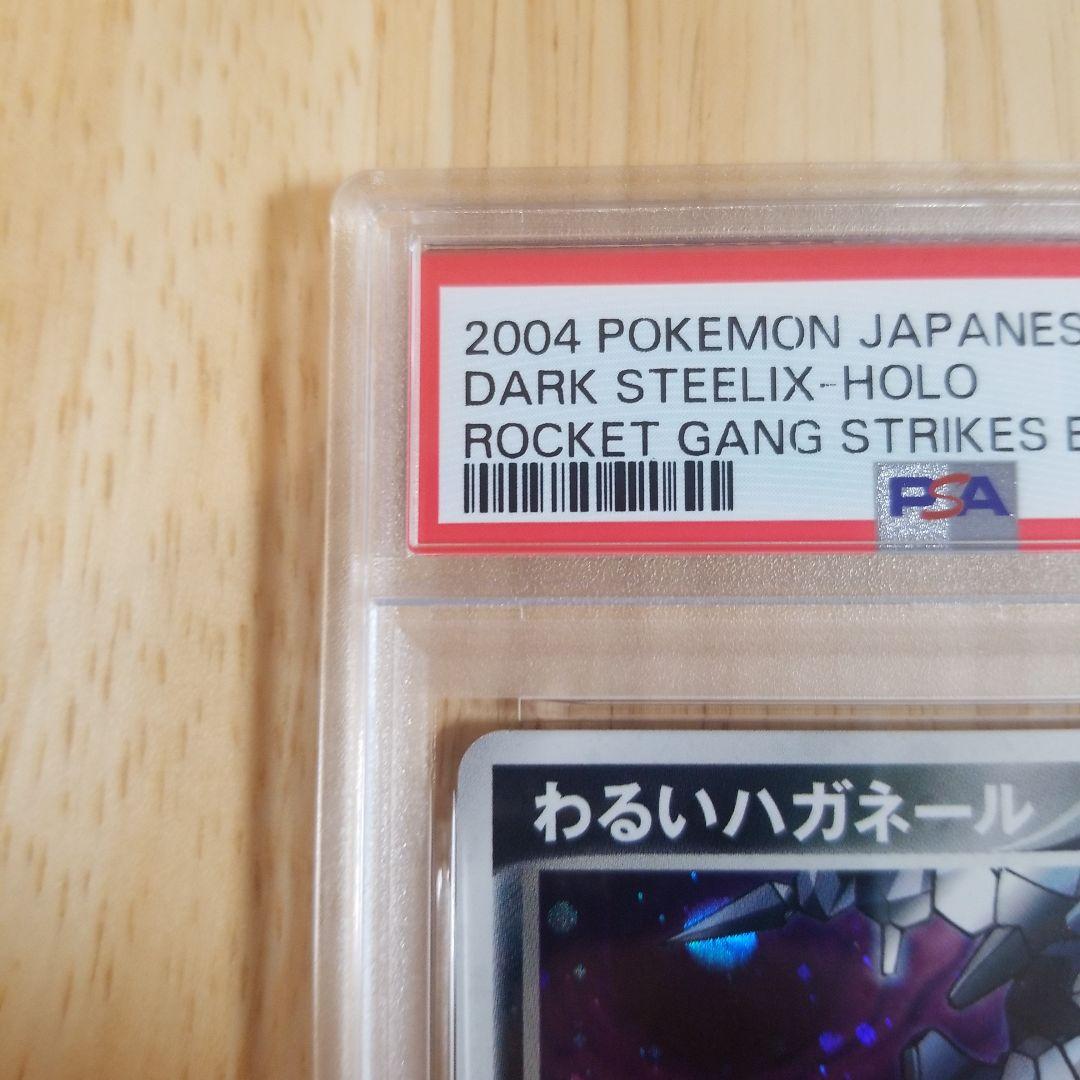 2004 POKEMON JAPANES
DARK STEELIX-HOLO
ROCKET GANG STRIKES
PSA
わるいハガネール